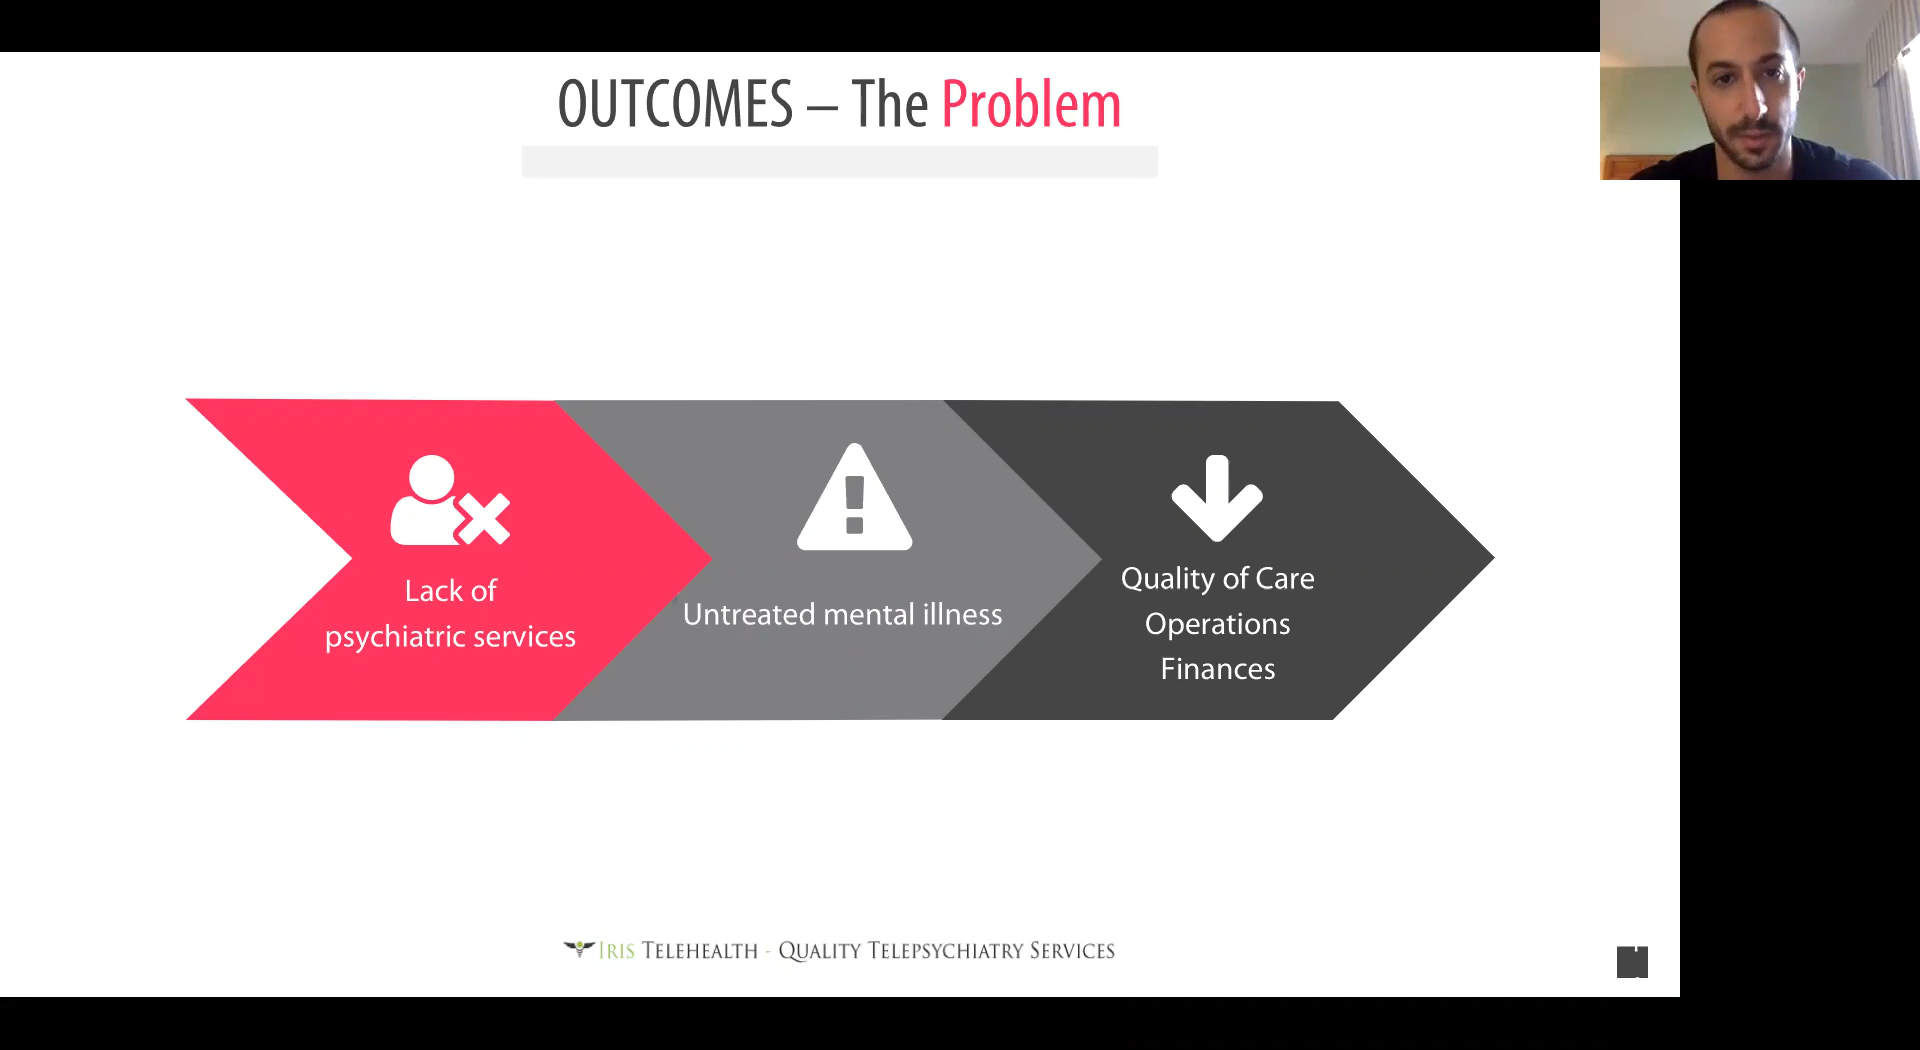 OUTCOMES – The Problem
Lack of
psychiatric services
Untreated mental illness
Quality of Care
Operations
Finances
IRIS TELEHEALTH - QUALITY TELEPSYCHIATRY SERVICES